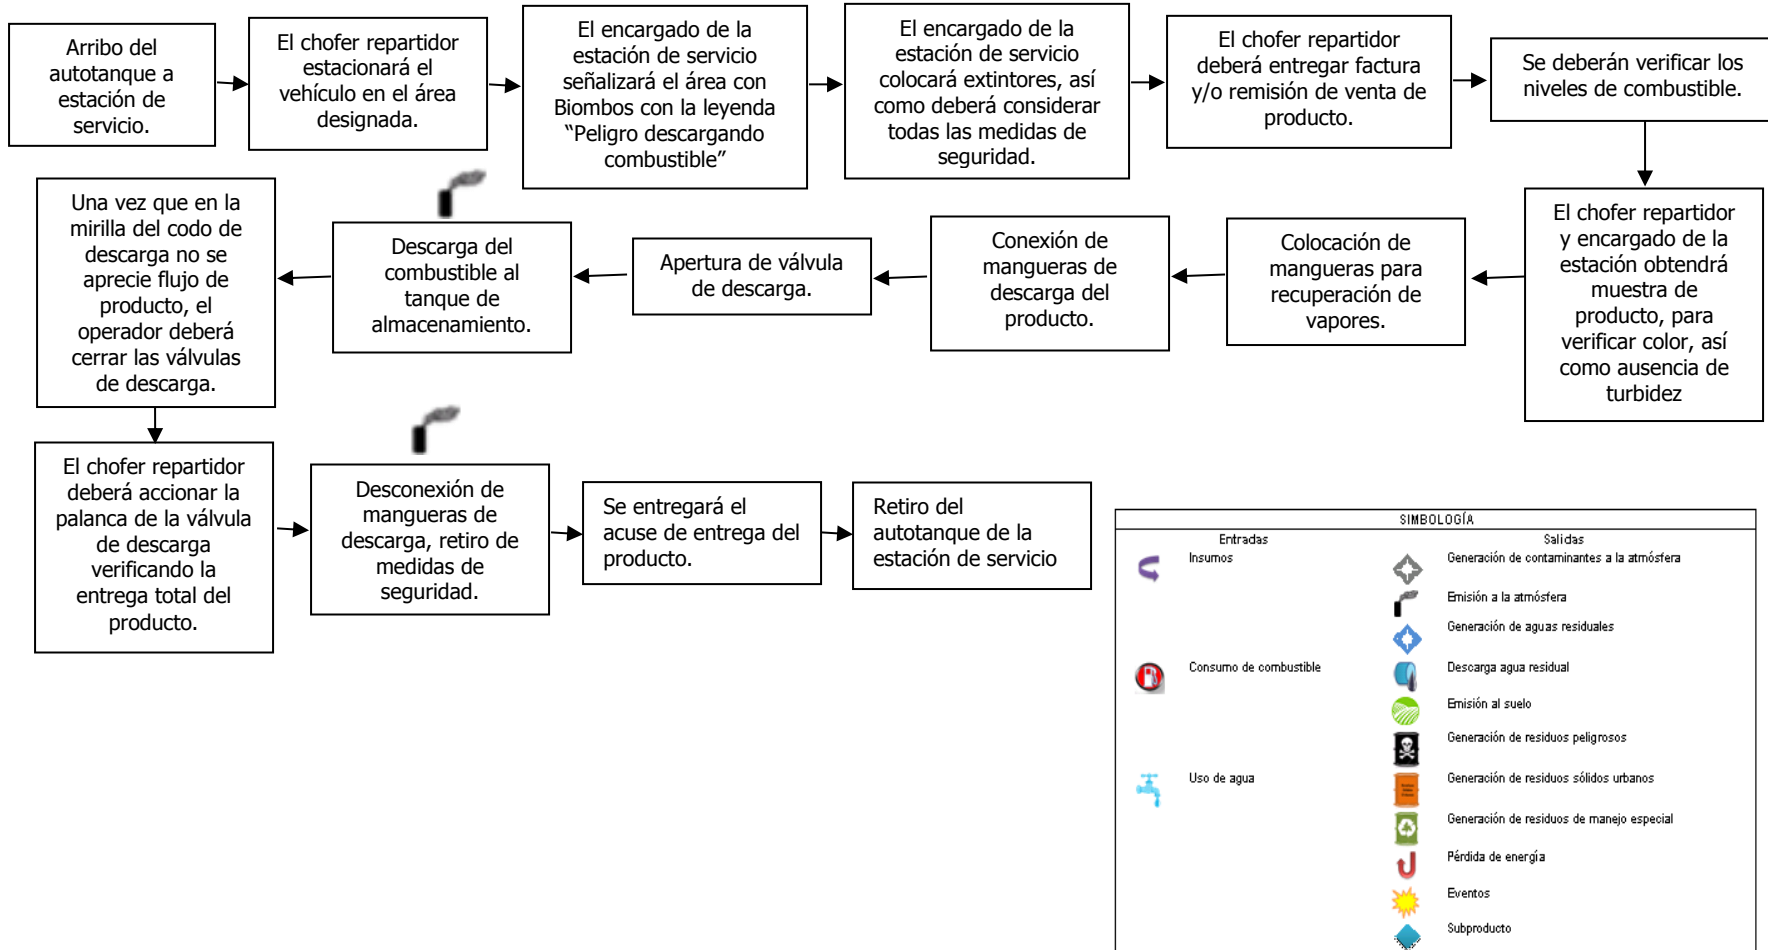 Arribo del
autotanque a
estación de
servicio.
El chofer repartidor
estacionará el
vehículo en el área
designada.
El encargado de la
estación de servicio
señalizará el área con
Biombos con la leyenda
“Peligro descargando
combustible”
El encargado de la
estación de servicio
colocará extintores, así
como deberá considerar
todas las medidas de
seguridad.
El chofer repartidor
deberá entregar factura
y/o remisión de venta de
producto.
Se deberán verificar los
niveles de combustible.
El chofer repartidor
y encargado de la
estación obtendrá
muestra de
producto, para
verificar color, así
como ausencia de
turbidez
Colocación de
mangueras para
recuperación de
vapores.
Conexión de
mangueras de
descarga del
producto.
Apertura de válvula
de descarga.
Descarga del
combustible al
tanque de
almacenamiento.
Una vez que en la
mirilla del codo de
descarga no se
aprecie flujo de
producto, el
operador deberá
cerrar las válvulas
de descarga.
El chofer repartidor
deberá accionar la
palanca de la válvula
de descarga
verificando la
entrega total del
producto.
Desconexión de
mangueras de
descarga, retiro de
medidas de
seguridad.
Se entregará el
acuse de entrega del
producto.
Retiro del
autotanque de la
estación de servicio
SIMBOLOGÍA
Entradas
Insumos
Consumo de combustible
Uso de agua
Salidas
Generación de contaminantes a la atmósfera
Emisión a la atmósfera
Generación de aguas residuales
Descarga agua residual
Emisión al suelo
Generación de residuos peligrosos
Generación de residuos sólidos urbanos
Generación de residuos de manejo especial
Pérdida de energía
Eventos
Subproducto